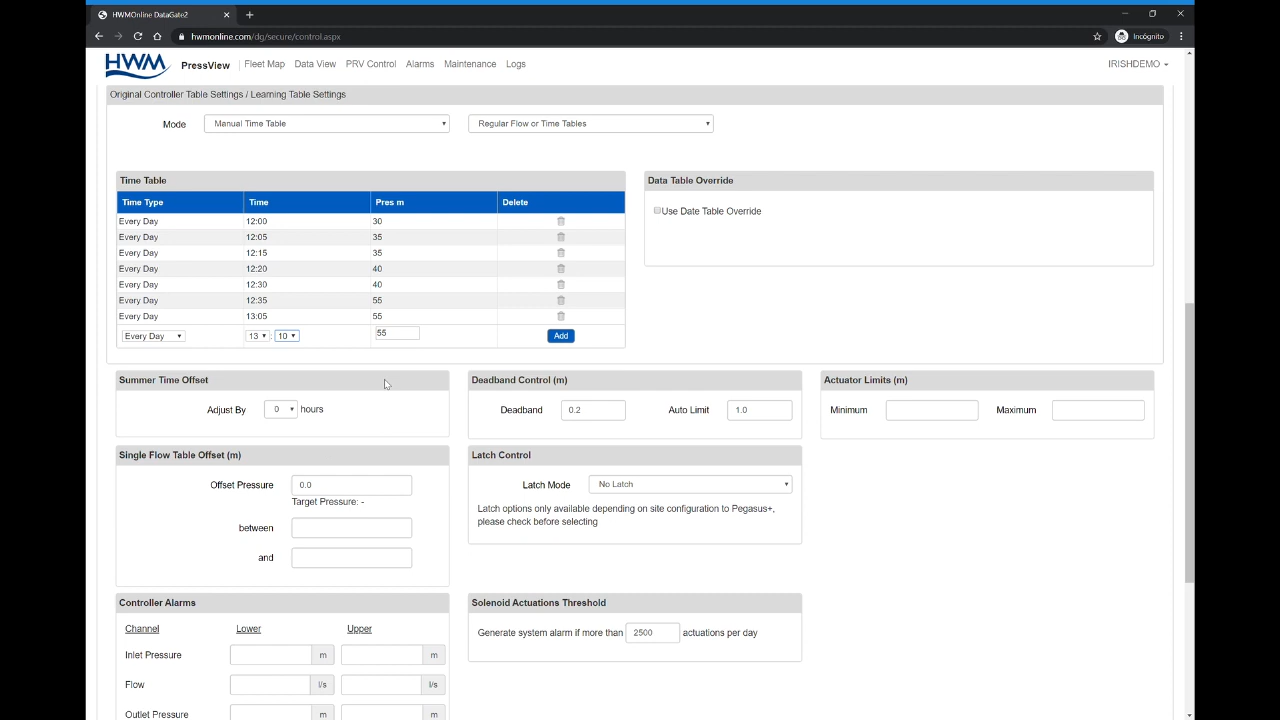 HWMOnline DataGate2
hwmonline.com/dg/secure/control.aspx
Incógnito
HWM PressView Fleet Map Data View PRV Control Alarms Maintenance Logs IRISHDEMO
Original Controller Table Settings / Learning Table Settings
Mode Manual Time Table Regular Flow or Time Tables
Time Table
Time Type Time Pres m Delete
Every Day 12:00 30
Every Day 12:05 35
Every Day 12:15 35
Every Day 12:20 40
Every Day 12:30 40
Every Day 12:35 55
Every Day 13:05 55
Every Day 13 : 10 55 Add
Data Table Override
Use Date Table Override
Summer Time Offset
Adjust By 0 hours
Deadband Control (m)
Deadband 0.2 Auto Limit 1.0
Actuator Limits (m)
Minimum Maximum
Single Flow Table Offset (m)
Offset Pressure 0.0
Target Pressure: -
between
and
Latch Control
Latch Mode No Latch
Latch options only available depending on site configuration to Pegasus+,
please check before selecting
Controller Alarms
Channel Lower Upper
Inlet Pressure m m
Flow l/s l/s
Outlet Pressure m m
Solenoid Actuations Threshold
Generate system alarm if more than 2500 actuations per day